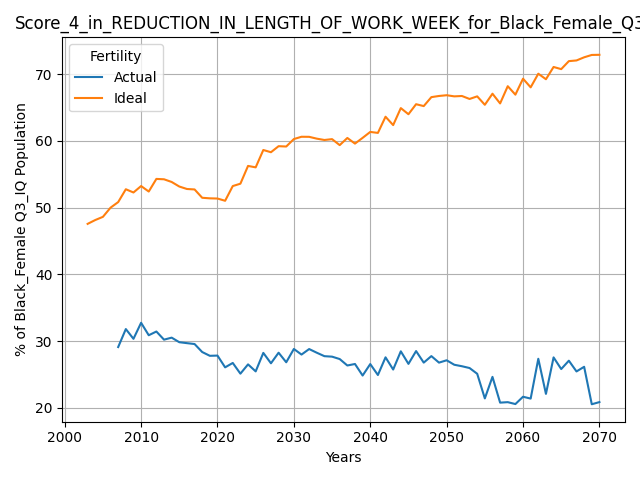 Score_4_in_REDUCTION_IN_LENGTH_OF_WORK_WEEK_for_Black_Female_Q3
Fertility
Actual
Ideal
% of Black_Female Q3_IQ Population
70
60
50
40
30
20
2000 2010 2020 2030 2040 2050 2060 2070
Years